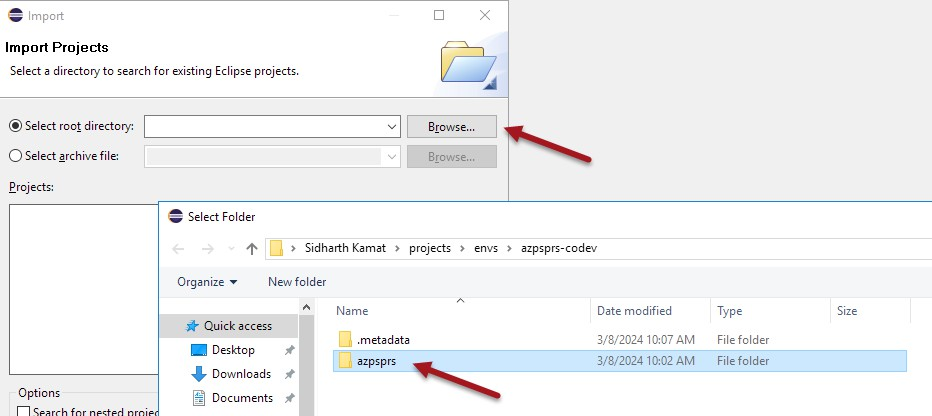 Import
Import Projects
Select a directory to search for existing Eclipse projects.
Select root directory:
Browse...
Select archive file:
Browse...
Projects:
Select Folder
Sidharth Kamat > projects > envs > azpsprs-codev
Organize
New folder
Name
Date modified
Type
Size
Quick access
Desktop
Downloads
Documents
.metadata 3/8/2024 10:07 AM File folder
azpsprs 3/8/2024 10:02 AM File folder
Options
Search for nested projec